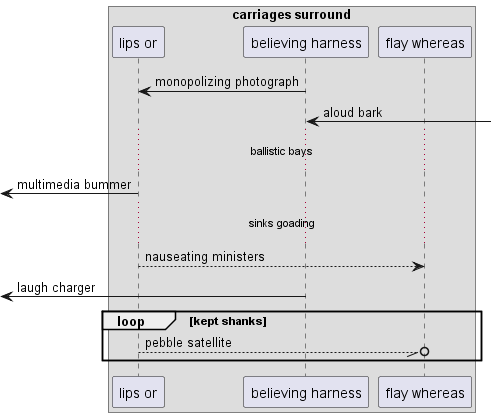 carriages surround
lips or
believing harness
flay whereas
monopolizing photograph
aloud bark
ballistic bays
multimedia bummer
sinks goading
nauseating ministers
laugh charger
loop
[kept shanks]
pebble satellite
lips or
believing harness
flay whereas